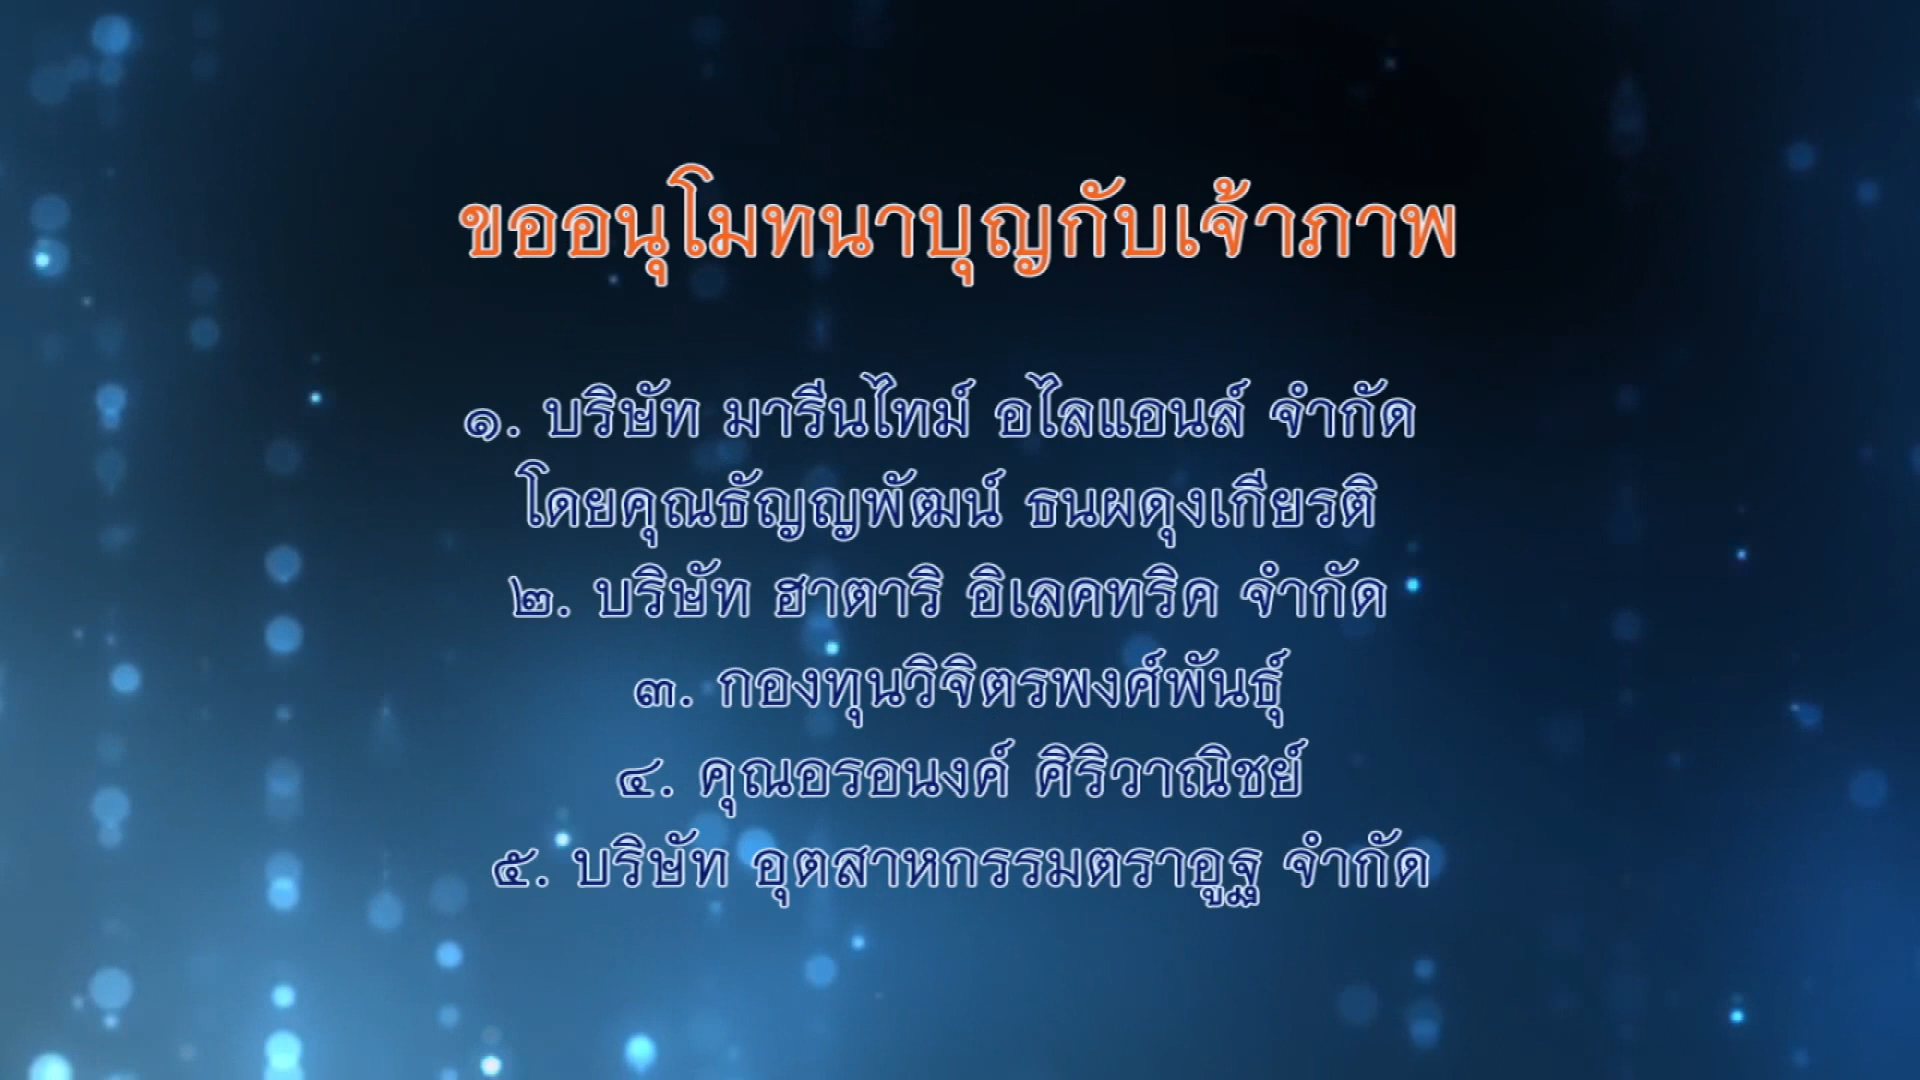 ขออนุโมทนาบุญกับเจ้าภาพ
๑. บริษัท มารีนไทม์ อไลแอนส์ จำกัด
โดยคุณธัญญพัฒน์ ธนผดุงเกียรติ
๒. บริษัท ฮาตาริ อิเลคทริค จำกัด
๓. กองทุนวิจิตรพงศ์พันธุ์
๔. คุณอรอนงค์ ศิริวาณิชย์
๕. บริษัท อุตสาหกรรมตราอูฐ จำกัด